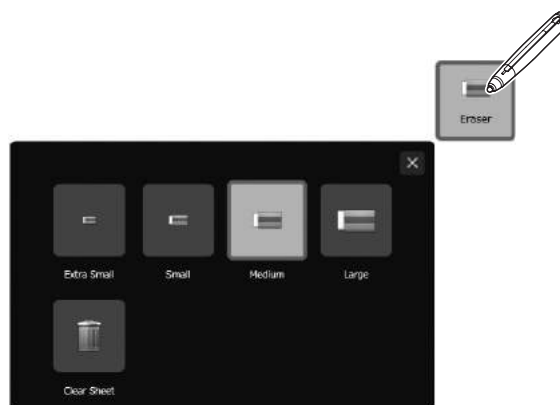 Eraser
Extra Small
Small
Medium
Large
Clear Sheet